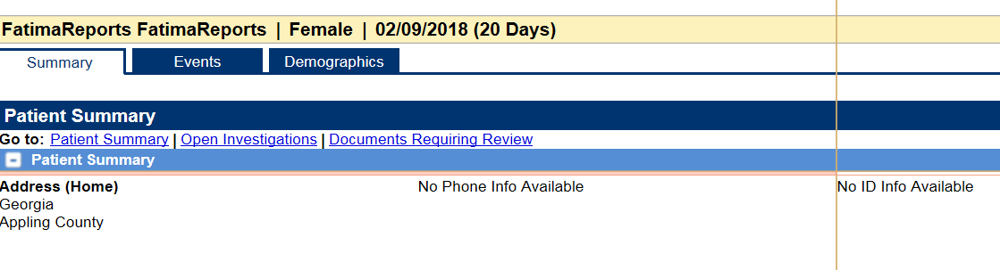 FatimaReports FatimaReports | Female | 02/09/2018 (20 Days)
Summary Events Demographics
Patient Summary
Go to: Patient Summary | Open Investigations | Documents Requiring Review
Patient Summary
Address (Home) No Phone Info Available No ID Info Available
Georgia
Appling County